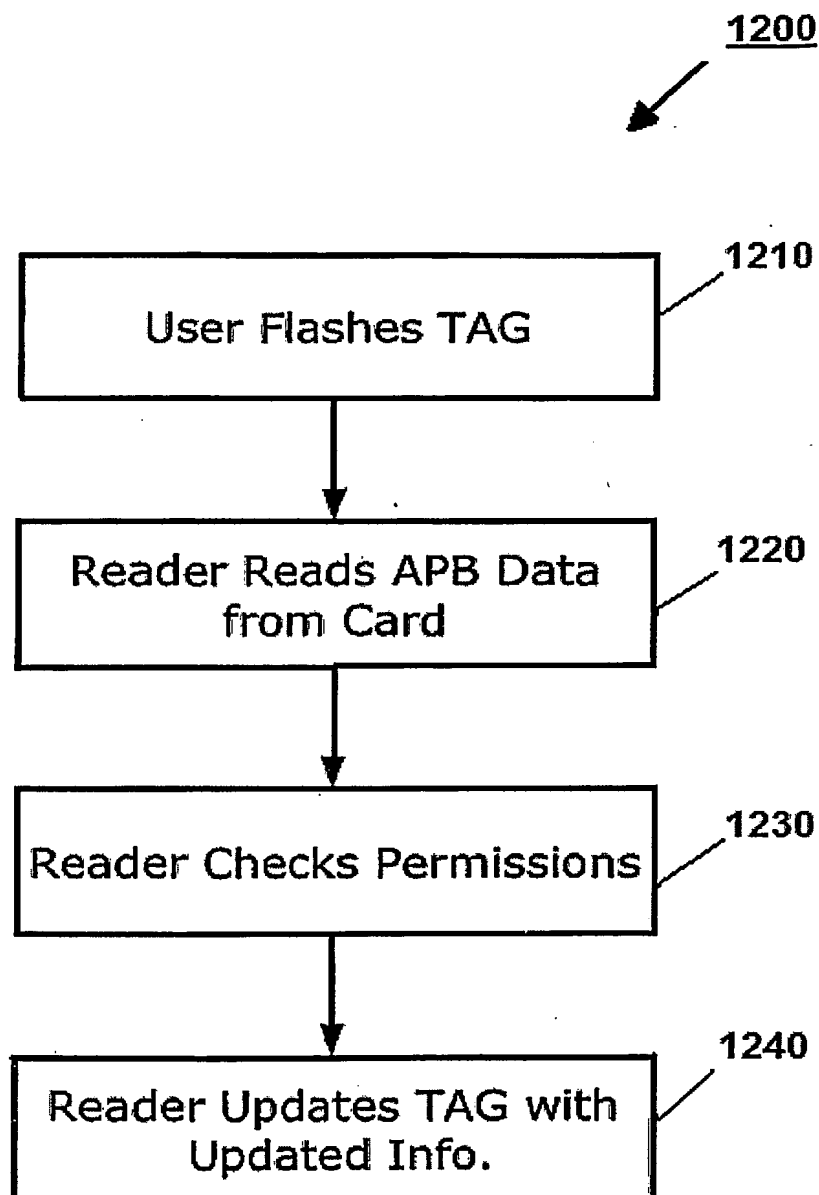 1200
1210
User Flashes TAG
1220
Reader Reads APB Data
from Card
1230
Reader Checks Permissions
1240
Reader Updates TAG with
Updated Info.